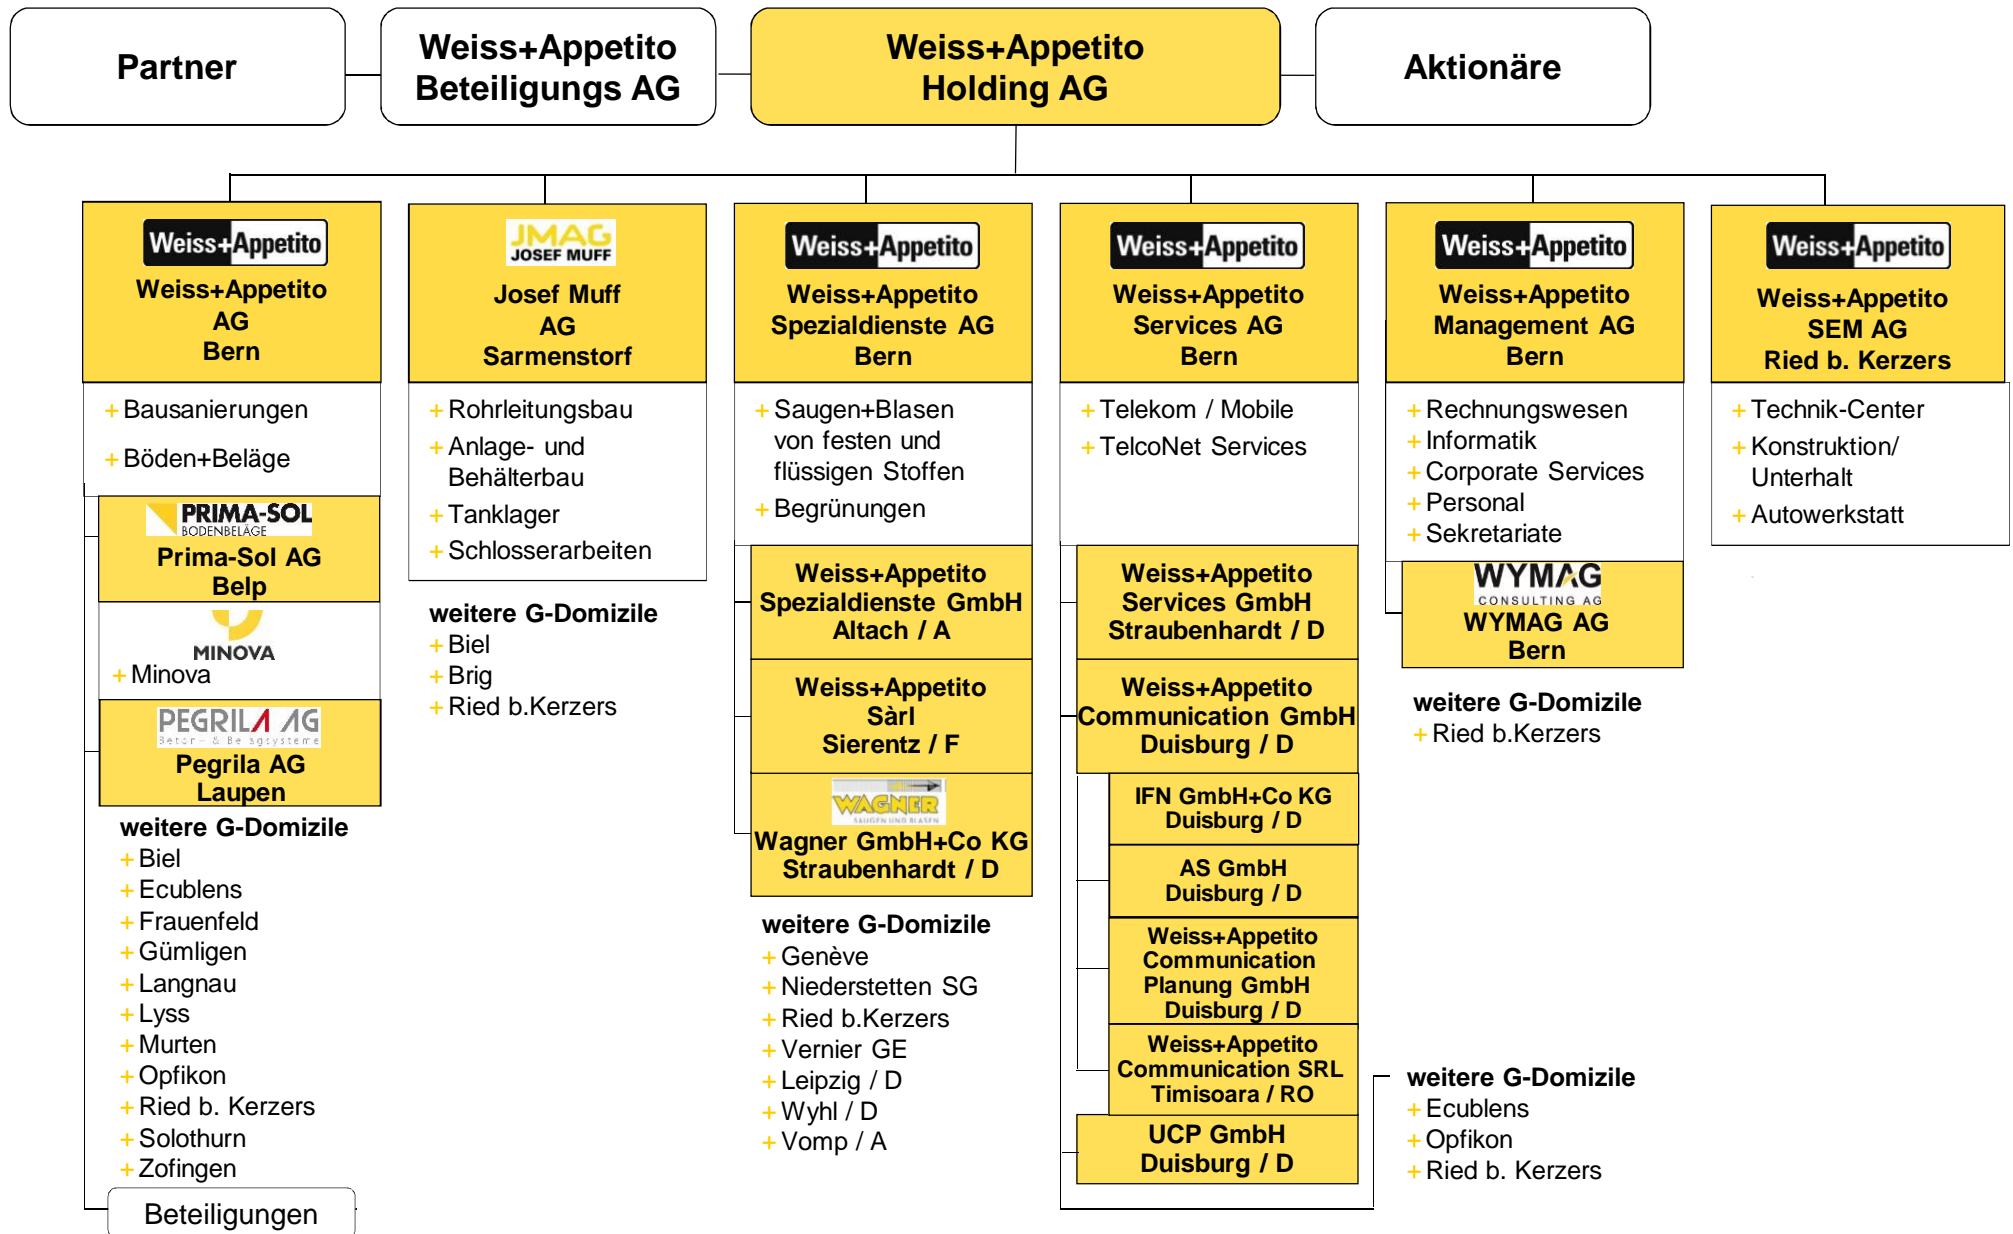 Partner
Weiss+Appetito
Beteiligungs AG
Weiss+Appetito
Holding AG
Aktionäre
Weiss+Appetito
Weiss+Appetito
AG
Bern
+ Bausanierungen
+ Böden+Beläge
PRIMA-SOL
BODENBELÄGE
Prima-Sol AG
Belp
MINOVA
+ Minova
PEGRILA AG
Beton- & Belagsysteme
Pegrila AG
Laupen
weitere G-Domizile
+ Biel
+ Ecublens
+ Frauenfeld
+ Gümligen
+ Langnau
+ Lyss
+ Murten
+ Opfikon
+ Ried b. Kerzers
+ Solothurn
+ Zofingen
Beteiligungen
JMAG
JOSEF MUFF
Josef Muff
AG
Sarmenstorf
+ Rohrleitungsbau
+ Anlage- und
Behälterbau
+ Tanklager
+ Schlosserarbeiten
weitere G-Domizile
+ Biel
+ Brig
+ Ried b.Kerzers
Weiss+Appetito
Weiss+Appetito
Spezialdienste AG
Bern
+ Saugen+Blasen
von festen und
flüssigen Stoffen
+ Begrünungen
Weiss+Appetito
Spezialdienste GmbH
Altach / A
Weiss+Appetito
Sàrl
Sierentz / F
WAGNER
SAUGEN UND BLASEN
Wagner GmbH+Co KG
Straubenhardt / D
weitere G-Domizile
+ Genève
+ Niederstetten SG
+ Ried b.Kerzers
+ Vernier GE
+ Leipzig / D
+ Wyhl / D
+ Vomp / A
Weiss+Appetito
Weiss+Appetito
Services AG
Bern
+ Telekom / Mobile
+ TelcoNet Services
Weiss+Appetito
Services GmbH
Straubenhardt / D
Weiss+Appetito
Communication GmbH
Duisburg / D
IFN GmbH+Co KG
Duisburg / D
AS GmbH
Duisburg / D
Weiss+Appetito
Communication
Planung GmbH
Duisburg / D
Weiss+Appetito
Communication SRL
Timisoara / RO
UCP GmbH
Duisburg / D
weitere G-Domizile
+ Ecublens
+ Opfikon
+ Ried b. Kerzers
Weiss+Appetito
Weiss+Appetito
Management AG
Bern
+ Rechnungswesen
+ Informatik
+ Corporate Services
+ Personal
+ Sekretariate
WYMAG
CONSULTING AG
WYMAG AG
Bern
weitere G-Domizile
+ Ried b.Kerzers
Weiss+Appetito
Weiss+Appetito
SEM AG
Ried b. Kerzers
+ Technik-Center
+ Konstruktion/
Unterhalt
+ Autowerkstatt